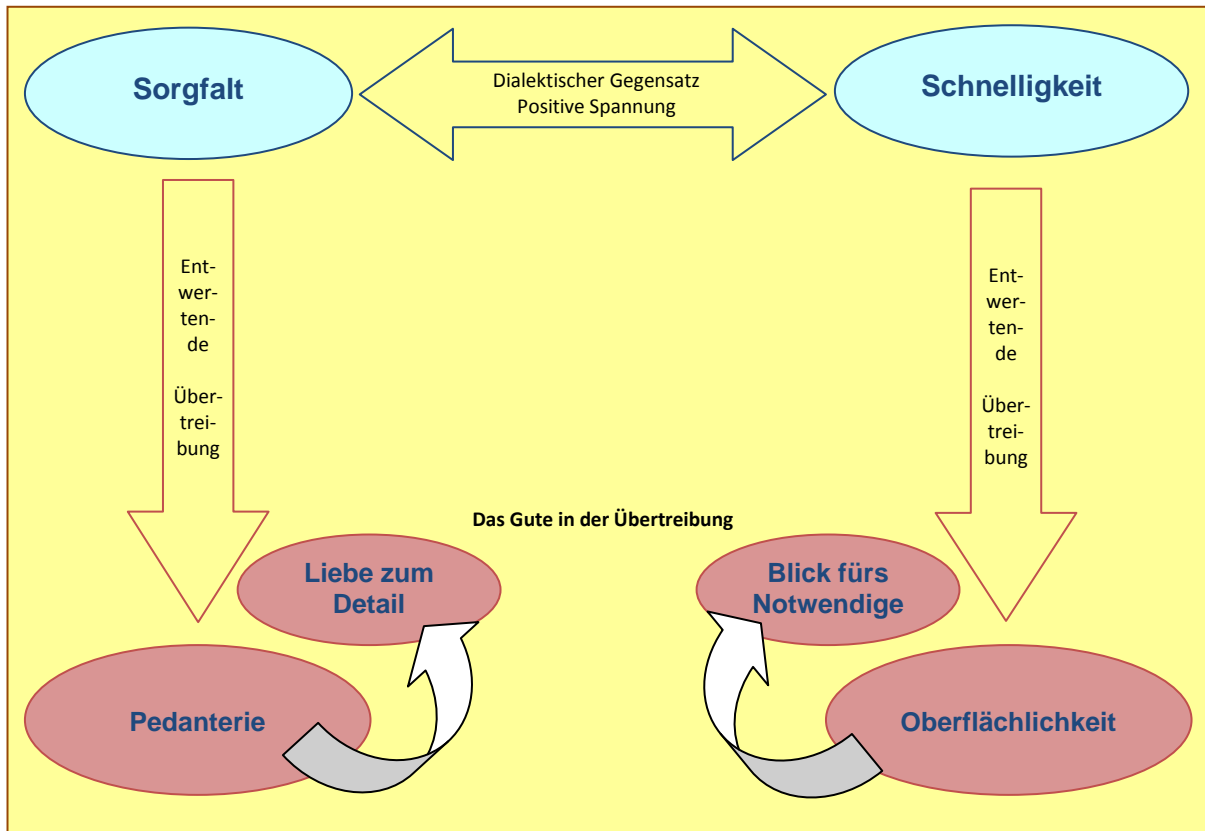 Sorgfalt
Dialektischer Gegensatz
Positive Spannung
Schnelligkeit
Ent-
wer-
ten-
de
Über-
trei-
bung
Ent-
wer-
ten-
de
Über-
trei-
bung
Das Gute in der Übertreibung
Liebe zum
Detail
Blick fürs
Notwendige
Pedanterie
Oberflächlichkeit